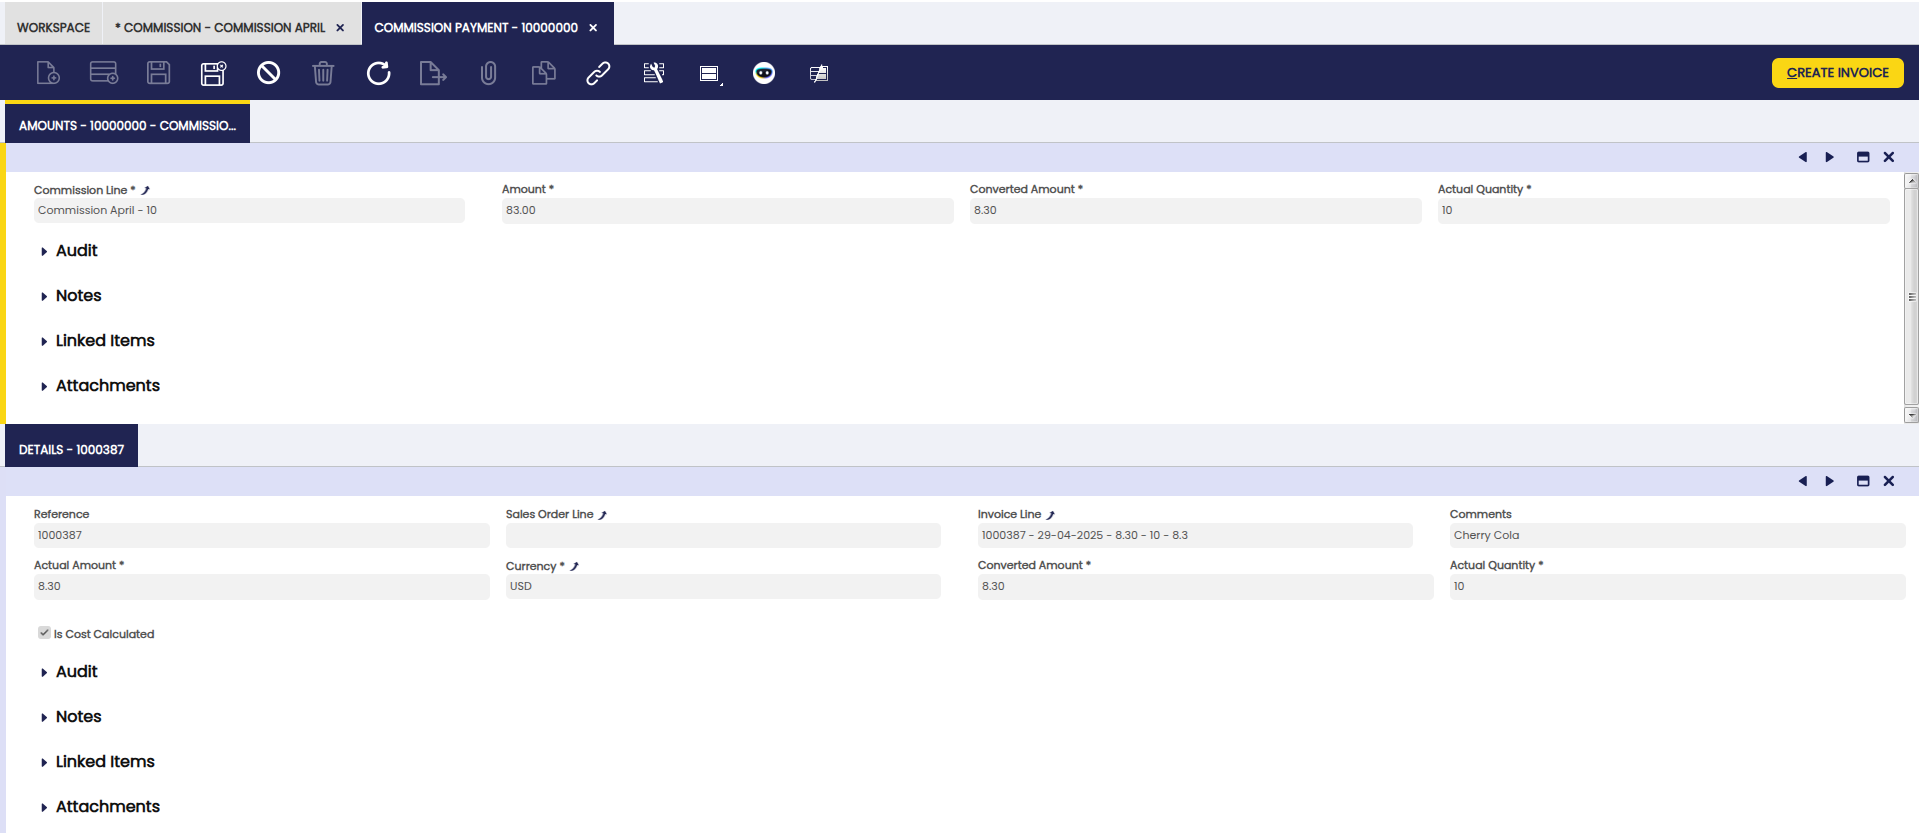 WORKSPACE
* COMMISSION - COMMISSION APRIL
COMMISSION PAYMENT - 10000000
CREATE INVOICE
AMOUNTS - 10000000 - COMMISSIO...
Commission Line * Amount * Converted Amount * Actual Quantity *
Commission April - 10 83.00 8.30 10
Audit
Notes
Linked Items
Attachments
DETAILS - 1000387
Reference Sales Order Line Invoice Line Comments
1000387 1000387 - 29-04-2025 - 8.30 - 10 - 8.3 Cherry Cola
Actual Amount * Currency * Converted Amount * Actual Quantity *
8.30 USD 8.30 10
Is Cost Calculated
Audit
Notes
Linked Items
Attachments